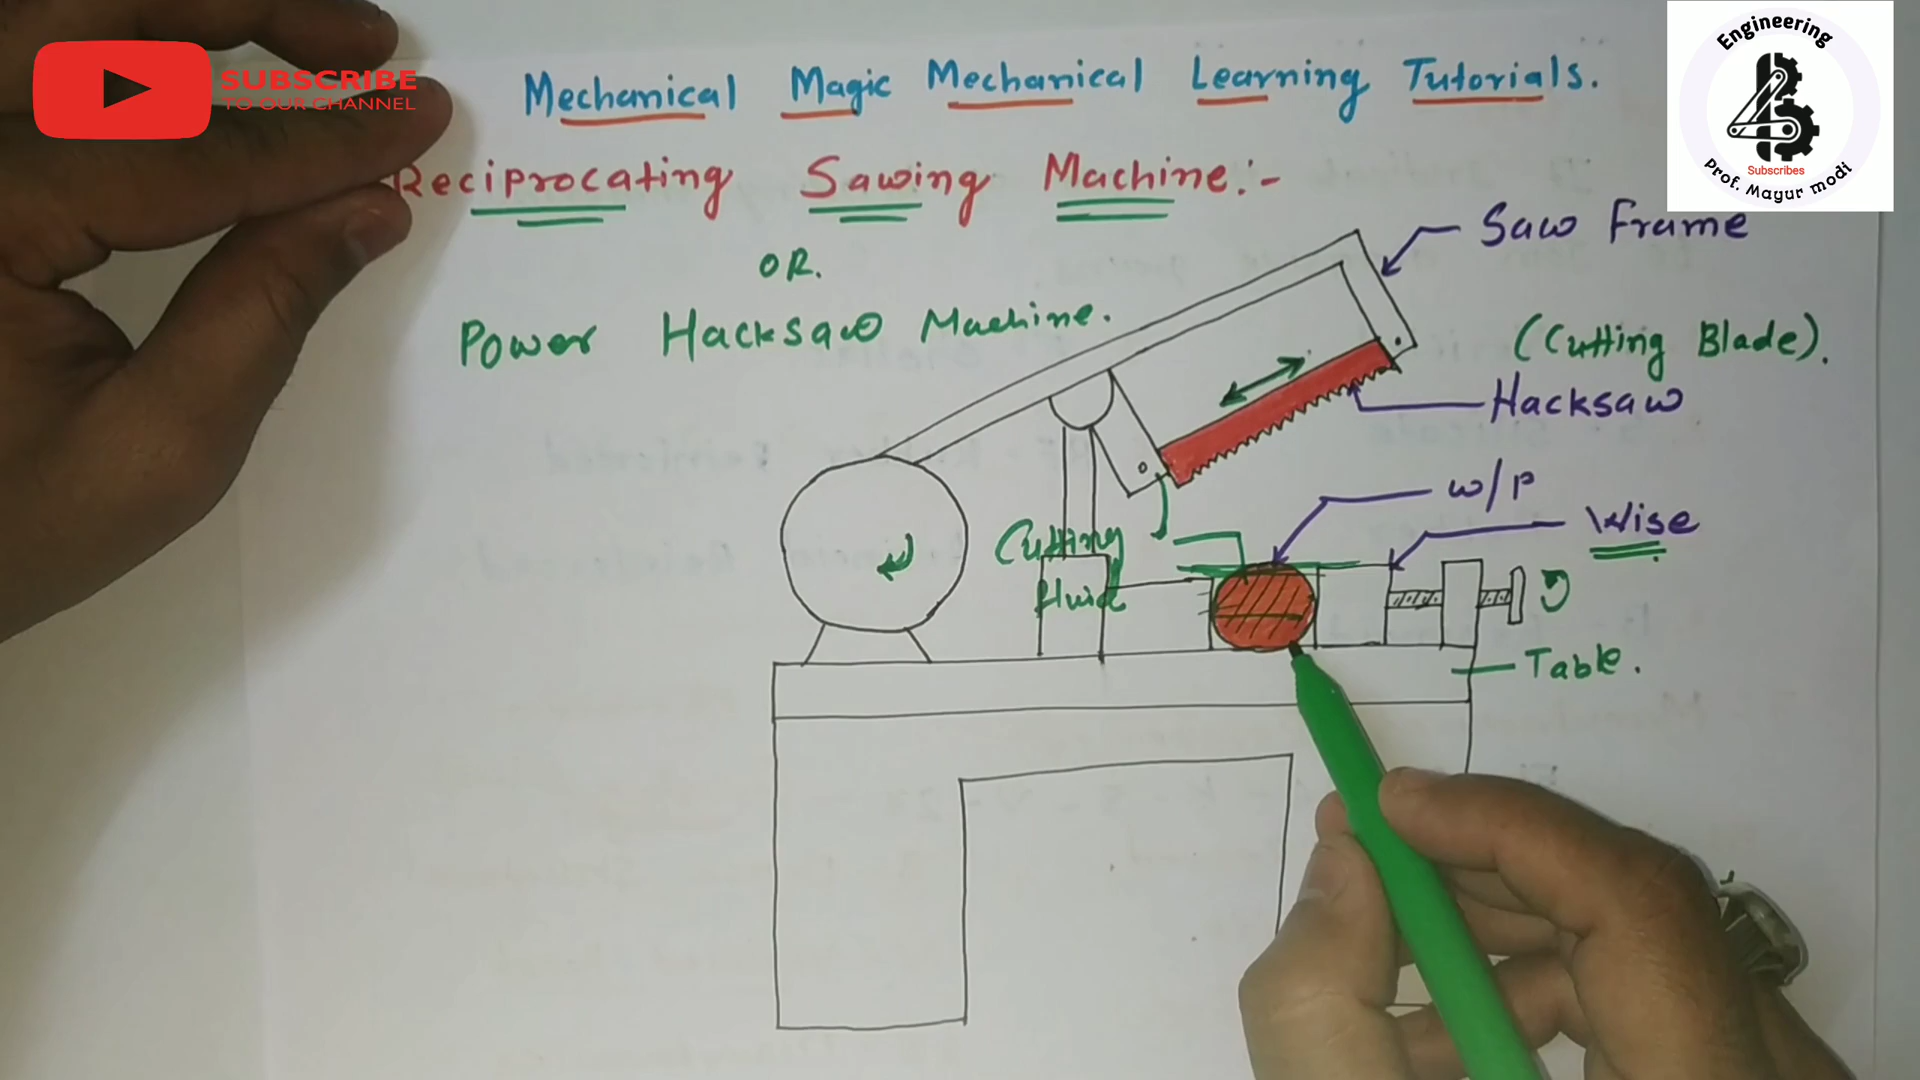 SUBSCRIBE
TO OUR CHANNEL
Mechanical Magic Mechanical Learning Tutorials.
Engineering
Subscribes
Prof. Mayur modi
Reciprocating Sawing Machine:-
OR.
Power Hacksaw Machine.
Saw Frame
(Cutting Blade).
Hacksaw
W/P
Wise
Cutting
fluid
Table.